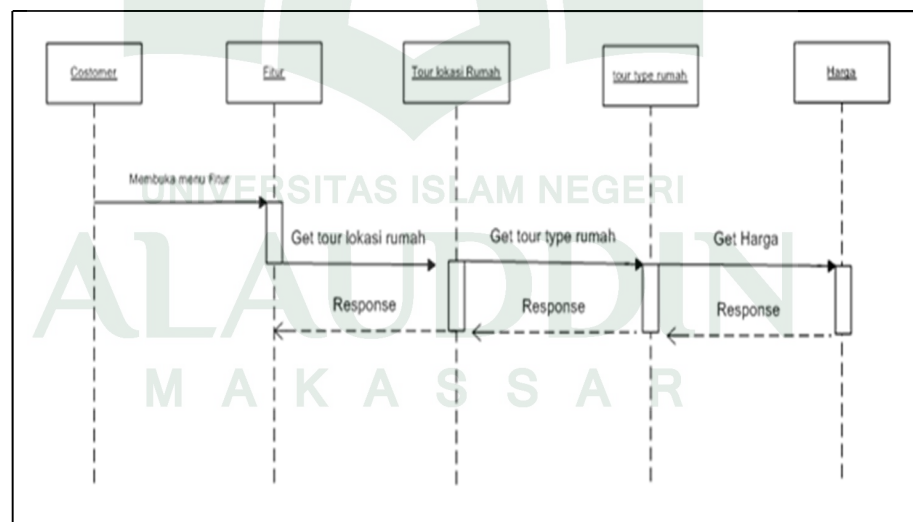 Costomer
Fitur
Tour lokasi Rumah
tour type rumah
Harga
Membuka menu Fitur
UNIVERSITAS ISLAM NEGERI
Get tour lokasi rumah
Get tour type rumah
Get Harga
ALAUDDIN
Response
Response
Response
MAKASSAR